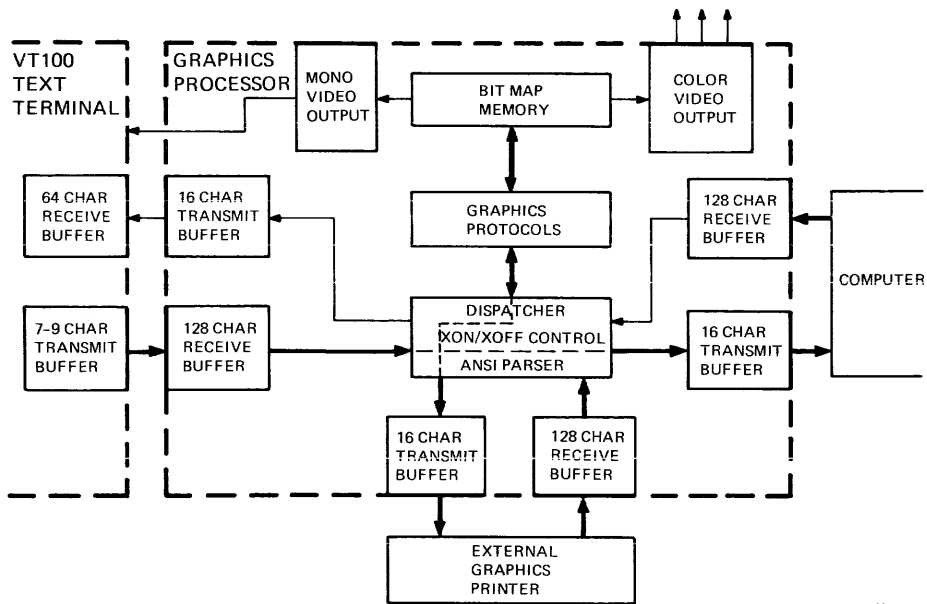 VT100
TEXT
TERMINAL
GRAPHICS
PROCESSOR
MONO
VIDEO
OUTPUT
BIT MAP
MEMORY
COLOR
VIDEO
OUTPUT
64 CHAR
RECEIVE
BUFFER
16 CHAR
TRANSMIT
BUFFER
GRAPHICS
PROTOCOLS
128 CHAR
RECEIVE
BUFFER
COMPUTER
7-9 CHAR
TRANSMIT
BUFFER
128 CHAR
RECEIVE
BUFFER
DISPATCHER
XON/XOFF CONTROL
ANSI PARSER
16 CHAR
TRANSMIT
BUFFER
16 CHAR
TRANSMIT
BUFFER
128 CHAR
RECEIVE
BUFFER
EXTERNAL
GRAPHICS
PRINTER